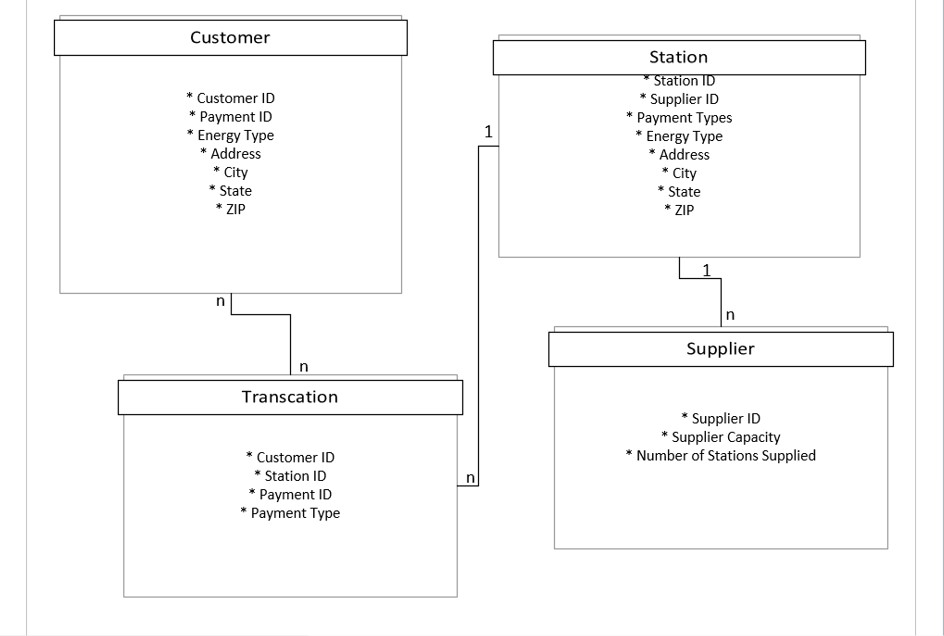 Customer
* Customer ID
* Payment ID
* Energy Type
* Address
* City
* State
* ZIP
n
n
Station
* Station ID
* Supplier ID
* Payment Types
* Energy Type
* Address
* City
* State
* ZIP
1
1
n
Transcation
* Customer ID
* Station ID
* Payment ID
* Payment Type
n
Supplier
* Supplier ID
* Supplier Capacity
* Number of Stations Supplied